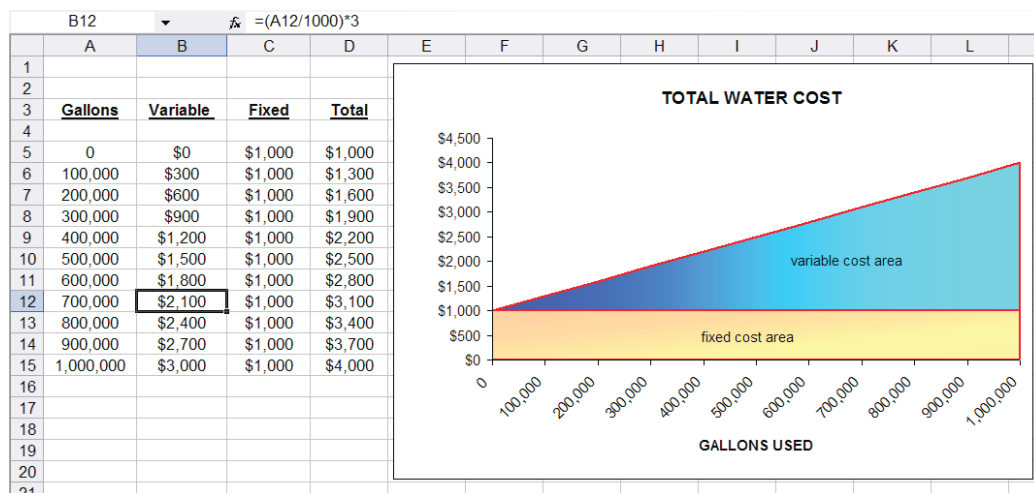 B12 fx =(A12/1000)*3
A B C D E F G H I J K L
1
2
3 Gallons Variable Fixed Total
4
5 0 $0 $1,000 $1,000
6 100,000 $300 $1,000 $1,300
7 200,000 $600 $1,000 $1,600
8 300,000 $900 $1,000 $1,900
9 400,000 $1,200 $1,000 $2,200
10 500,000 $1,500 $1,000 $2,500
11 600,000 $1,800 $1,000 $2,800
12 700,000 $2,100 $1,000 $3,100
13 800,000 $2,400 $1,000 $3,400
14 900,000 $2,700 $1,000 $3,700
15 1,000,000 $3,000 $1,000 $4,000
16
17
18
19
20
21
TOTAL WATER COST
$4,500
$4,000
$3,500
$3,000
$2,500
$2,000
$1,500
$1,000
$500
$0
variable cost area
fixed cost area
0 100,000 200,000 300,000 400,000 500,000 600,000 700,000 800,000 900,000 1,000,000
GALLONS USED